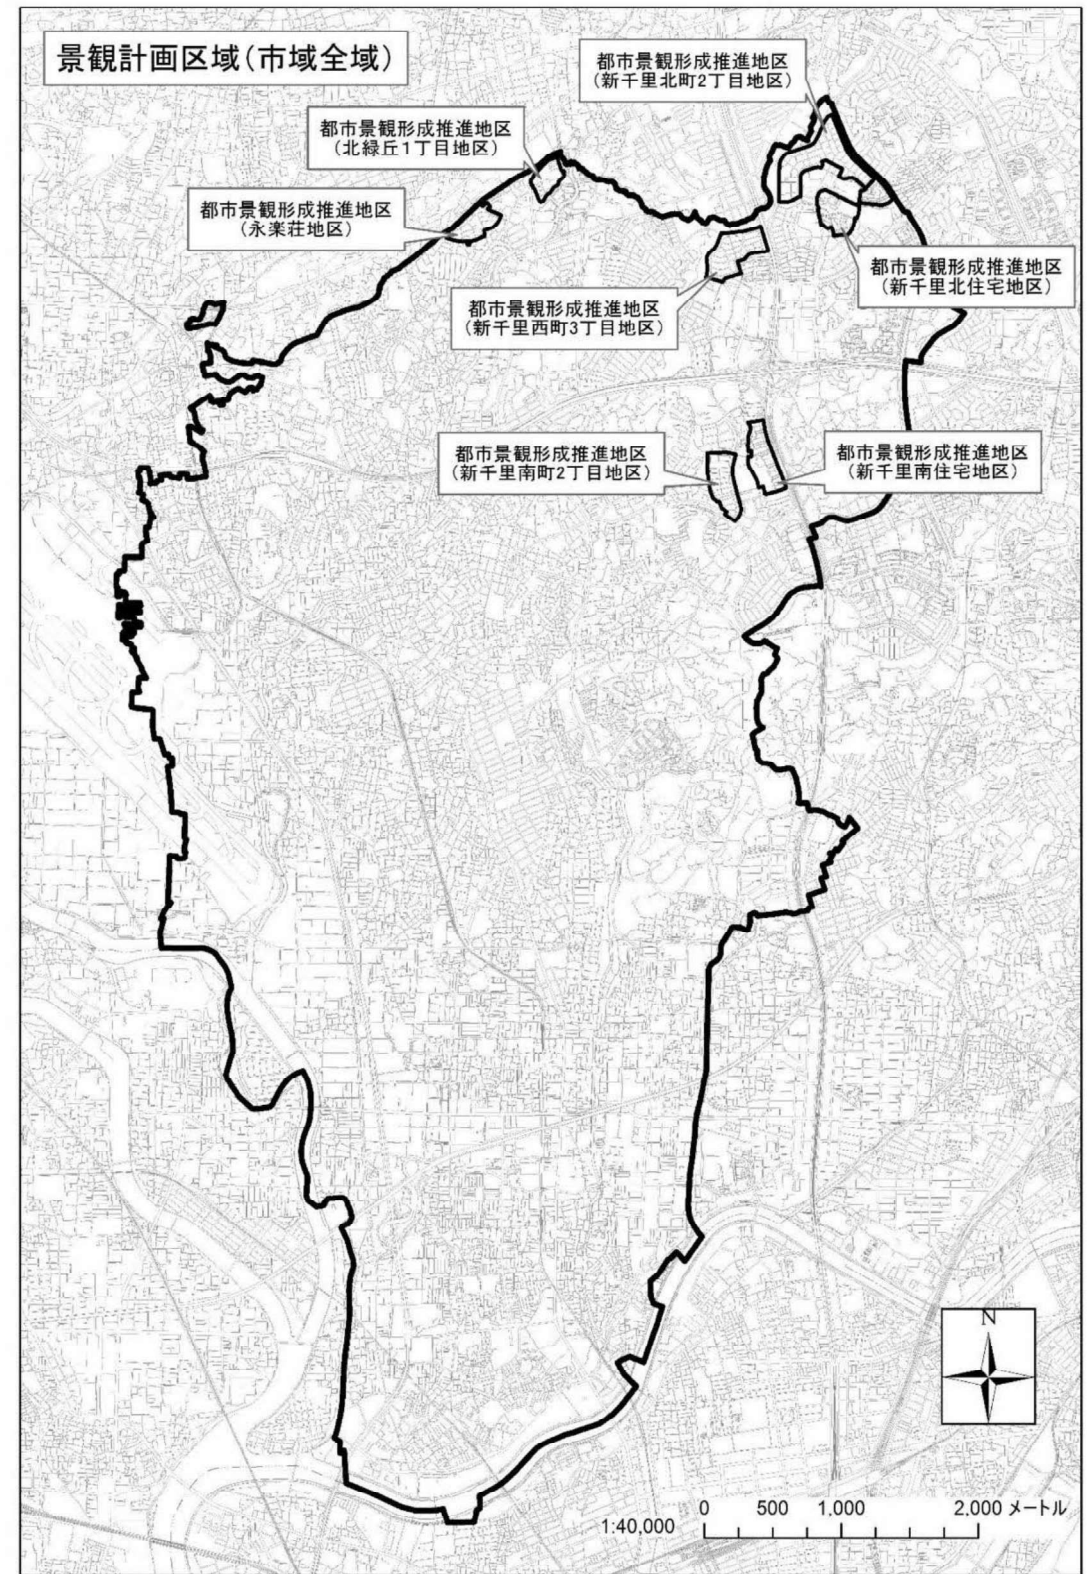 景観計画区域（市域全域）
都市景観形成推進地区
（新千里北町2丁目地区）
都市景観形成推進地区
（北緑丘1丁目地区）
都市景観形成推進地区
（永楽荘地区）
都市景観形成推進地区
（新千里北住宅地区）
都市景観形成推進地区
（新千里西町3丁目地区）
都市景観形成推進地区
（新千里南町2丁目地区）
都市景観形成推進地区
（新千里南住宅地区）
N
0 500 1,000 2,000 メートル
1:40,000